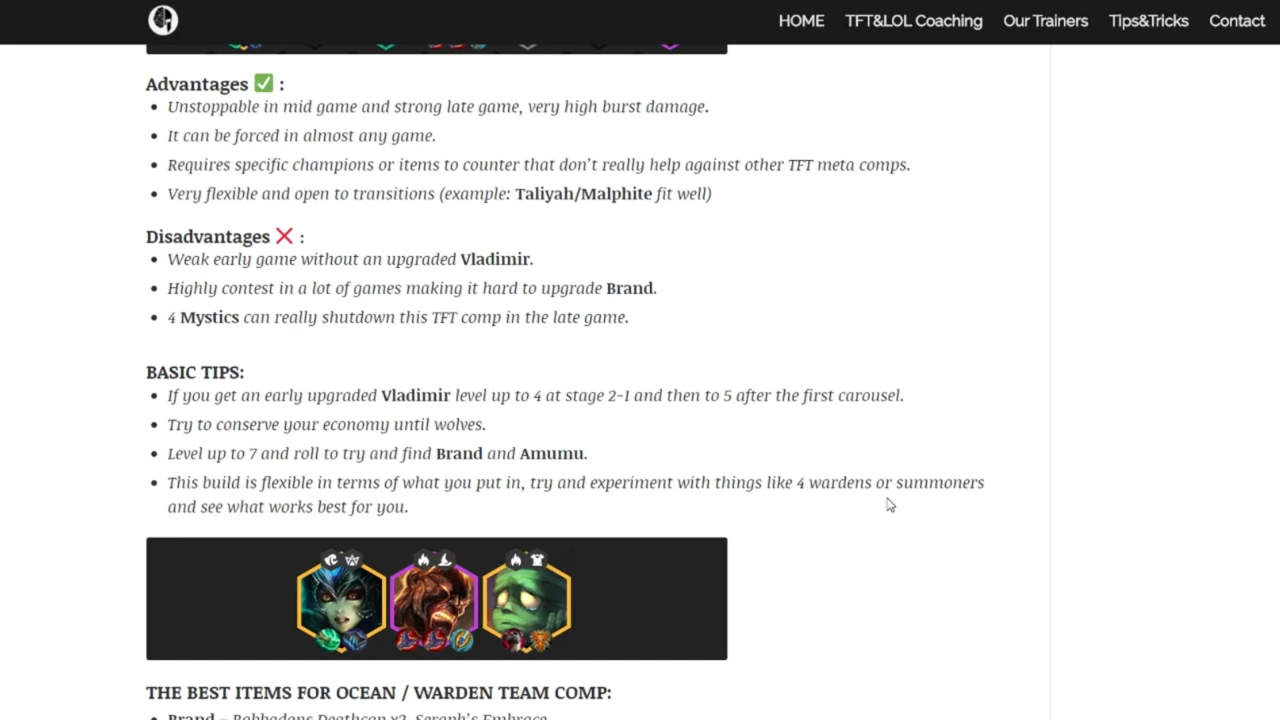 HOME TFT&LOL Coaching Our Trainers Tips&Tricks Contact
Advantages ✅ :
• Unstoppable in mid game and strong late game, very high burst damage.
• It can be forced in almost any game.
• Requires specific champions or items to counter that don't really help against other TFT meta comps.
• Very flexible and open to transitions (example: Taliyah/Malphite fit well)
Disadvantages ❌ :
• Weak early game without an upgraded Vladimir.
• Highly contest in a lot of games making it hard to upgrade Brand.
• 4 Mystics can really shutdown this TFT comp in the late game.
BASIC TIPS:
• If you get an early upgraded Vladimir level up to 4 at stage 2-1 and then to 5 after the first carousel.
• Try to conserve your economy until wolves.
• Level up to 7 and roll to try and find Brand and Amumu.
• This build is flexible in terms of what you put in, try and experiment with things like 4 wardens or summoners
and see what works best for you.
THE BEST ITEMS FOR OCEAN / WARDEN TEAM COMP:
• Brand – Rabbadons Deathcap x2, Seraph's Embrace